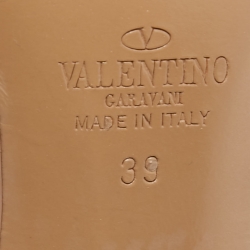 VALENTINO
GARAVANI
MADE IN ITALY
39